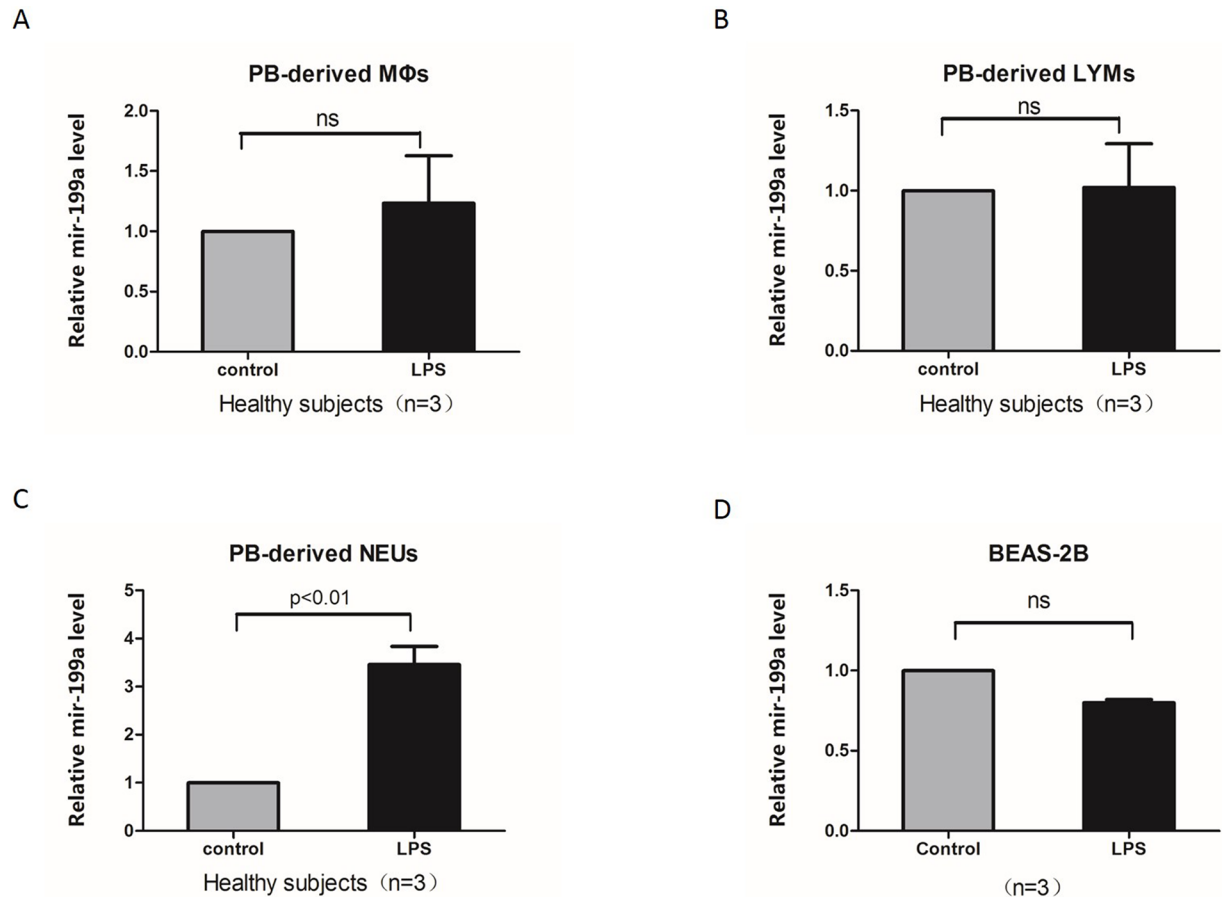 A
PB-derived MΦs
Relative mir-199a level
2.0
1.5
1.0
0.5
0.0
ns
control
LPS
Healthy subjects（n=3）
B
PB-derived LYMs
Relative mir-199a level
1.5
1.0
0.5
0.0
ns
control
LPS
Healthy subjects（n=3）
C
PB-derived NEUs
Relative mir-199a level
5
4
3
2
1
0
p<0.01
control
LPS
Healthy subjects（n=3）
D
BEAS-2B
Relative mir-199a level
1.5
1.0
0.5
0.0
ns
Control
LPS
（n=3）